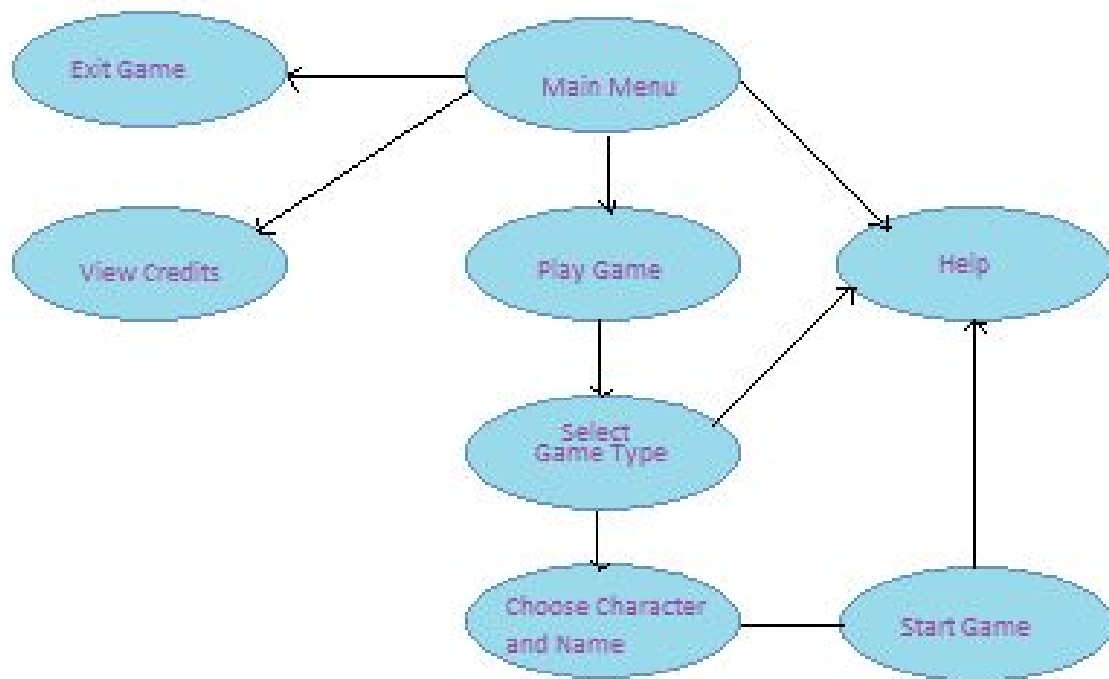 Exit Game
Main Menu
View Credits
Play Game
Help
Select
Game Type
Choose Character
and Name
Start Game